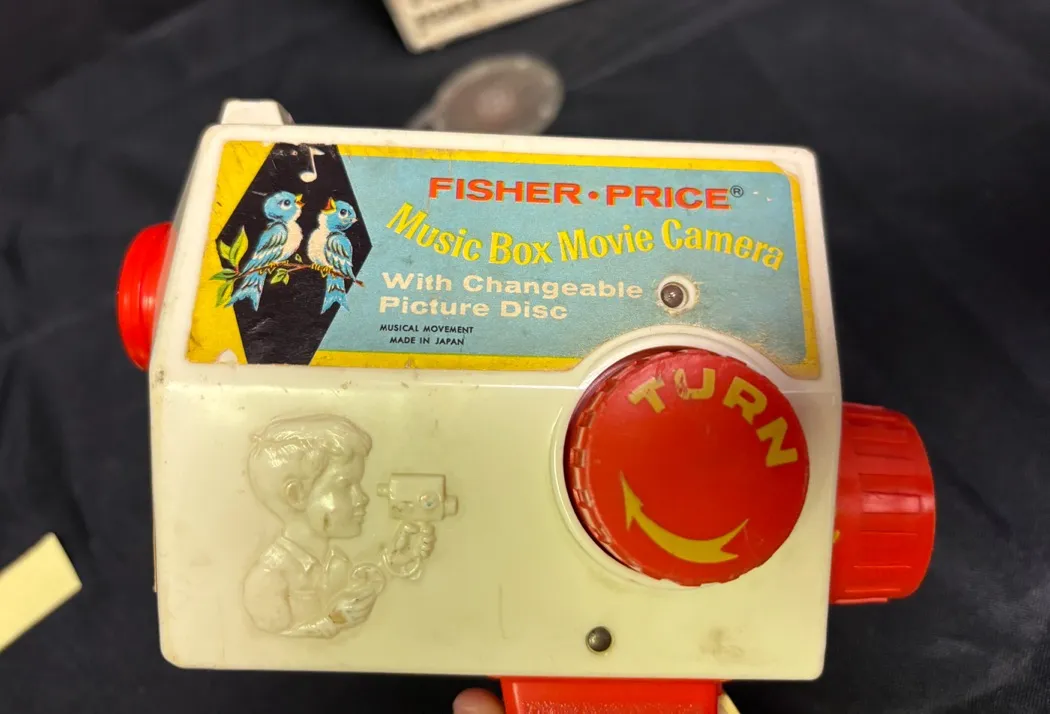 FISHER·PRICE®
Music Box Movie Camera
With Changeable
Picture Disc
MUSICAL MOVEMENT
MADE IN JAPAN
TURN